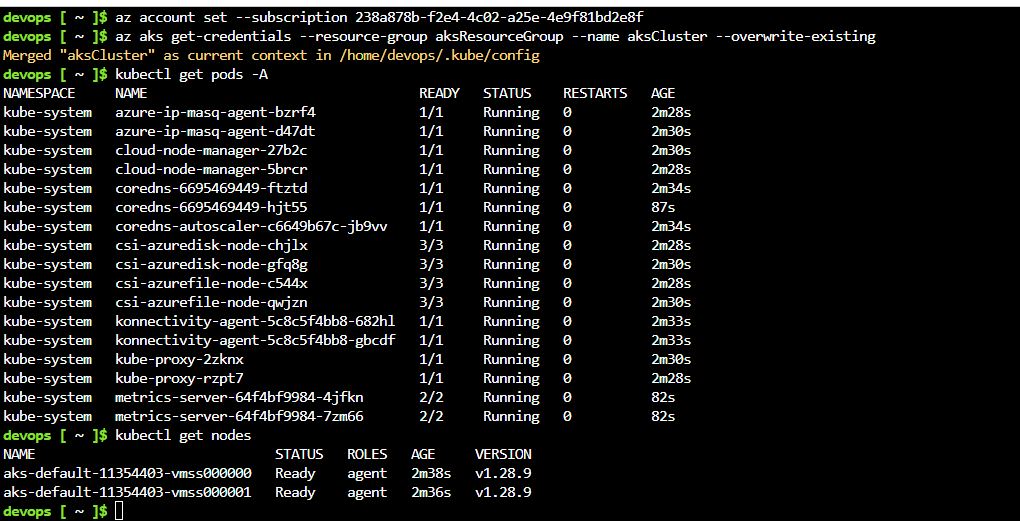 devops [ ~ ]$ az account set --subscription 238a878b-f2e4-4c02-a25e-4e9f81bd2e8f
devops [ ~ ]$ az aks get-credentials --resource-group aksResourceGroup --name aksCluster --overwrite-existing
Merged "aksCluster" as current context in /home/devops/.kube/config
devops [ ~ ]$ kubectl get pods -A
NAMESPACE NAME READY STATUS RESTARTS AGE
kube-system azure-ip-masq-agent-bzrf4 1/1 Running 0 2m28s
kube-system azure-ip-masq-agent-d47dt 1/1 Running 0 2m30s
kube-system cloud-node-manager-27b2c 1/1 Running 0 2m30s
kube-system cloud-node-manager-5brcr 1/1 Running 0 2m28s
kube-system coredns-6695469449-ftztd 1/1 Running 0 2m34s
kube-system coredns-6695469449-hjt55 1/1 Running 0 87s
kube-system coredns-autoscaler-c6649b67c-jb9vv 1/1 Running 0 2m34s
kube-system csi-azuredisk-node-chjlx 3/3 Running 0 2m28s
kube-system csi-azuredisk-node-gfq8g 3/3 Running 0 2m30s
kube-system csi-azurefile-node-c544x 3/3 Running 0 2m28s
kube-system csi-azurefile-node-qwjzn 3/3 Running 0 2m30s
kube-system konnectivity-agent-5c8c5f4bb8-682hl 1/1 Running 0 2m33s
kube-system konnectivity-agent-5c8c5f4bb8-gbcdf 1/1 Running 0 2m33s
kube-system kube-proxy-2zknx 1/1 Running 0 2m30s
kube-system kube-proxy-rzpt7 1/1 Running 0 2m28s
kube-system metrics-server-64f4bf9984-4jfkn 2/2 Running 0 82s
kube-system metrics-server-64f4bf9984-7zm66 2/2 Running 0 82s
devops [ ~ ]$ kubectl get nodes
NAME STATUS ROLES AGE VERSION
aks-default-11354403-vmss000000 Ready agent 2m38s v1.28.9
aks-default-11354403-vmss000001 Ready agent 2m36s v1.28.9
devops [ ~ ]$